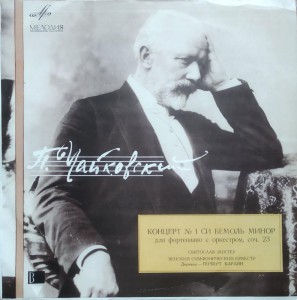 МЕЛОДИЯ
П. Чайковский
КОНЦЕРТ № 1 СИ БЕМОЛЬ МИНОР
для фортепиано с оркестром, соч. 23
СВЯТОСЛАВ РИХТЕР
ВЕНСКИЙ СИМФОНИЧЕСКИЙ ОРКЕСТР
Дирижер — ГЕРБЕРТ КАРАЯН